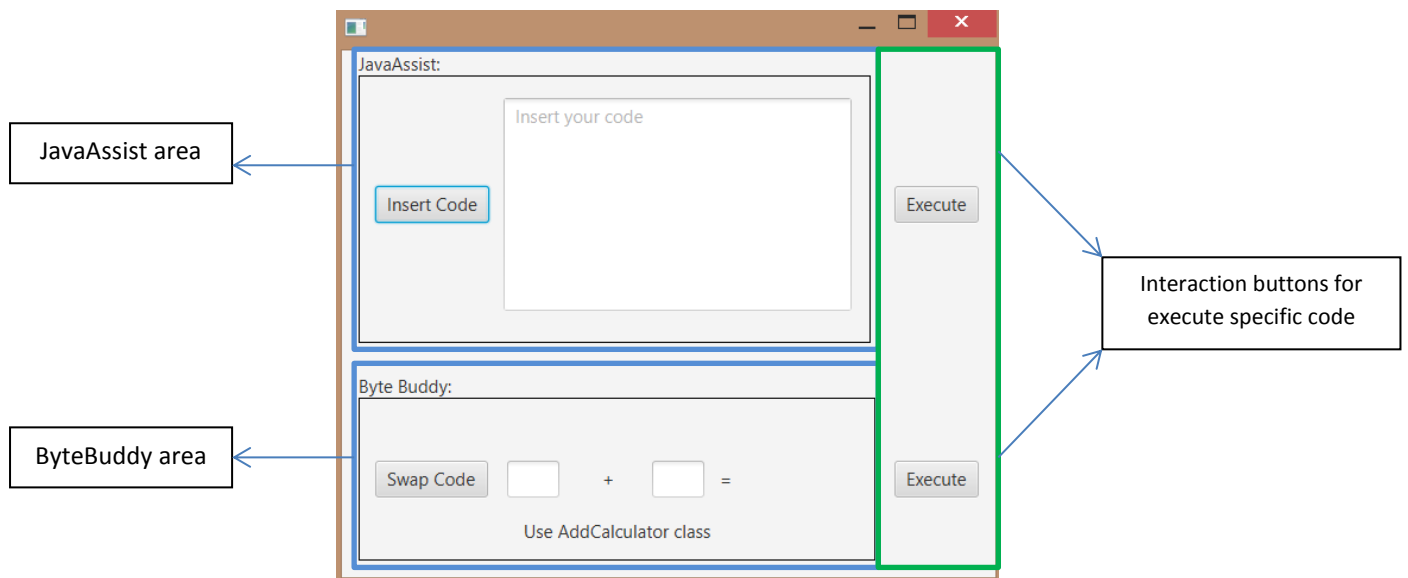 JavaAssist:
Insert your code
JavaAssist area
Insert Code
Execute
Interaction buttons for
execute specific code
Byte Buddy:
ByteBuddy area
Swap Code + = Execute
Use AddCalculator class